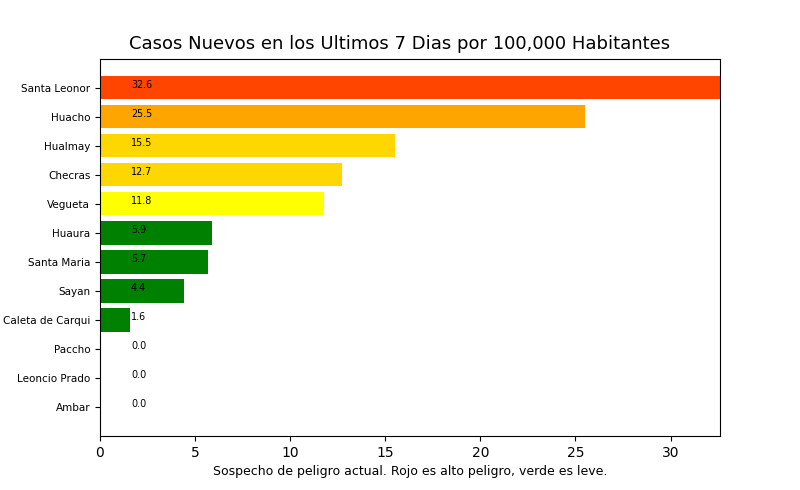 Casos Nuevos en los Ultimos 7 Dias por 100,000 Habitantes
Santa Leonor 32.6
Huacho 25.5
Hualmay 15.5
Checras 12.7
Vegueta 11.8
Huaura 5.9
Santa Maria 5.7
Sayan 4.4
Caleta de Carqui 1.6
Paccho 0.0
Leoncio Prado 0.0
Ambar 0.0
0 5 10 15 20 25 30
Sospecho de peligro actual. Rojo es alto peligro, verde es leve.